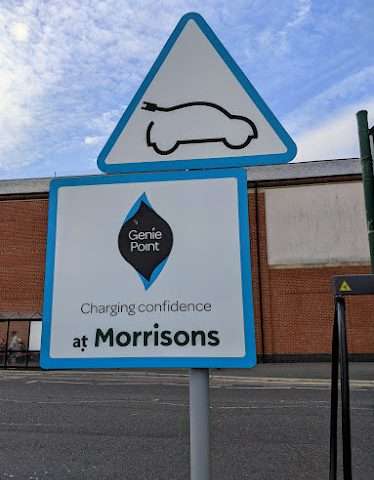 Genie
Point
Charging confidence
at Morrisons